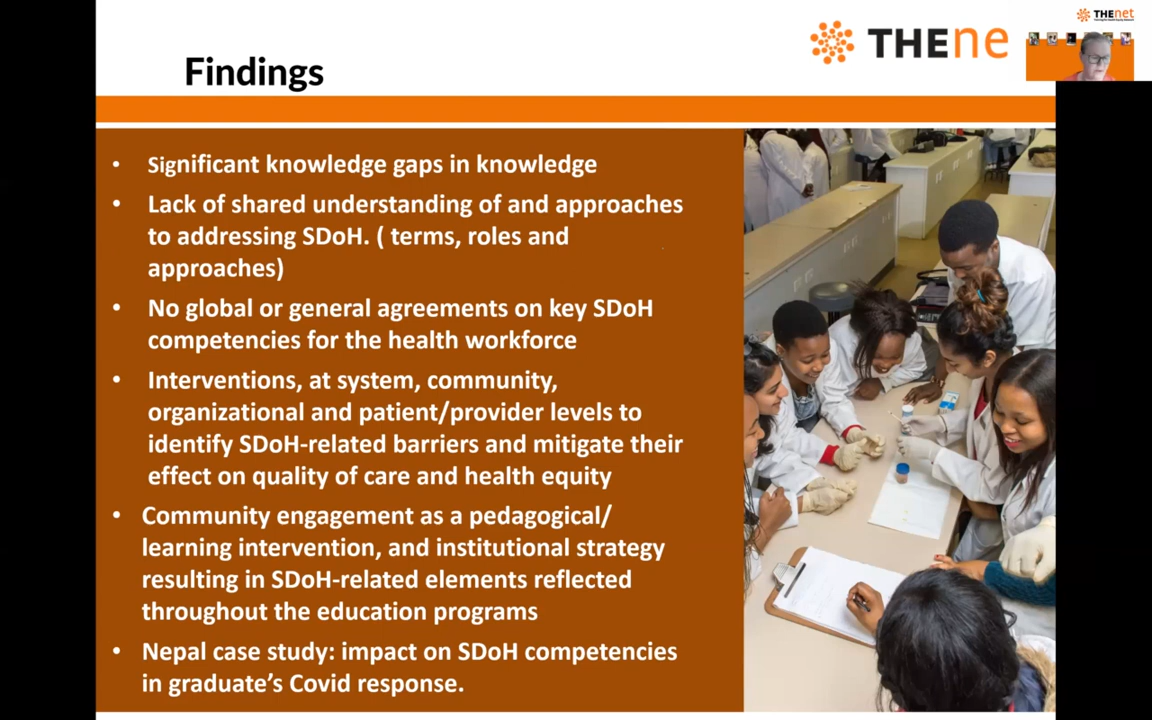 THEnet
THEne
Findings
• Significant knowledge gaps in knowledge
• Lack of shared understanding of and approaches
to addressing SDoH. ( terms, roles and
approaches)
• No global or general agreements on key SDoH
competencies for the health workforce
• Interventions, at system, community,
organizational and patient/provider levels to
identify SDoH-related barriers and mitigate their
effect on quality of care and health equity
• Community engagement as a pedagogical/
learning intervention, and institutional strategy
resulting in SDoH-related elements reflected
throughout the education programs
• Nepal case study: impact on SDoH competencies
in graduate’s Covid response.